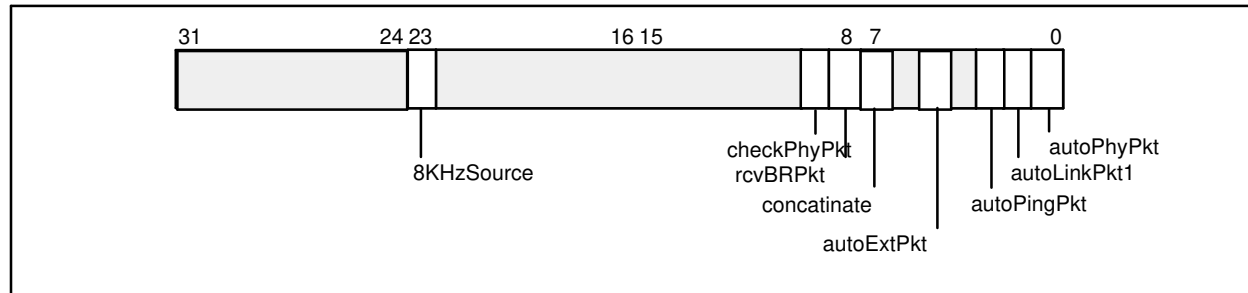 31 24 23 16 15 8 7 0
checkPhyPkt autoPhyPkt
8KHzSource rcvBRPkt autoLinkPkt1
concatinate autoPingPkt
autoExtPkt